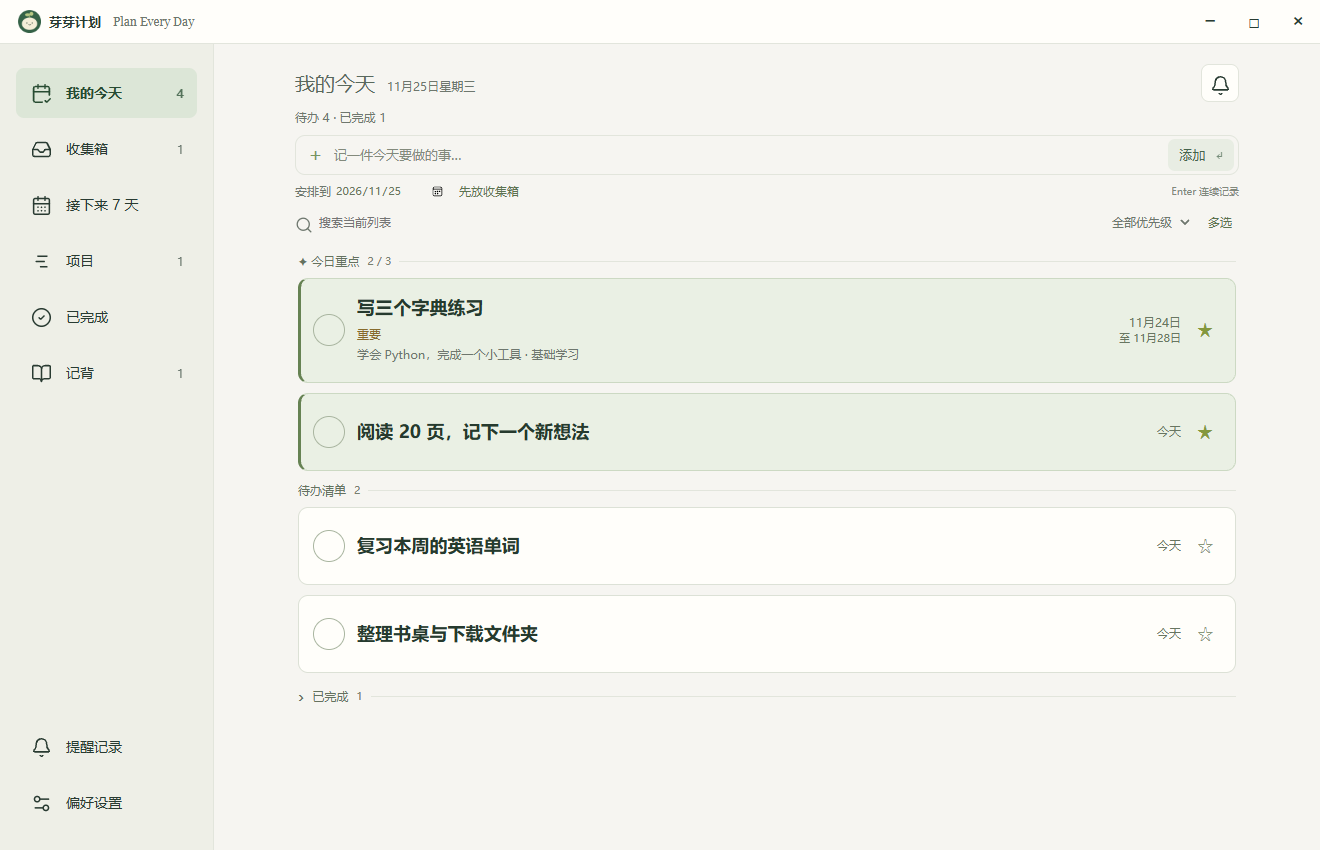 芽芽计划 Plan Every Day
我的今天 4
收集箱 1
接下来 7 天
项目 1
已完成
记背 1
提醒记录
偏好设置
我的今天 11月25日星期三
待办 4 · 已完成 1
+ 记一件今天要做的事... 添加 ↲
安排到 2026/11/25 先放收集箱 Enter 连续记录
搜索当前列表 全部优先级 多选
✦ 今日重点 2 / 3
写三个字典练习
重要
学会 Python，完成一个小工具 · 基础学习
11月24日
至 11月28日 ★
阅读 20 页，记下一个新想法 今天 ★
待办清单 2
复习本周的英语单词 今天 ☆
整理书桌与下载文件夹 今天 ☆
› 已完成 1